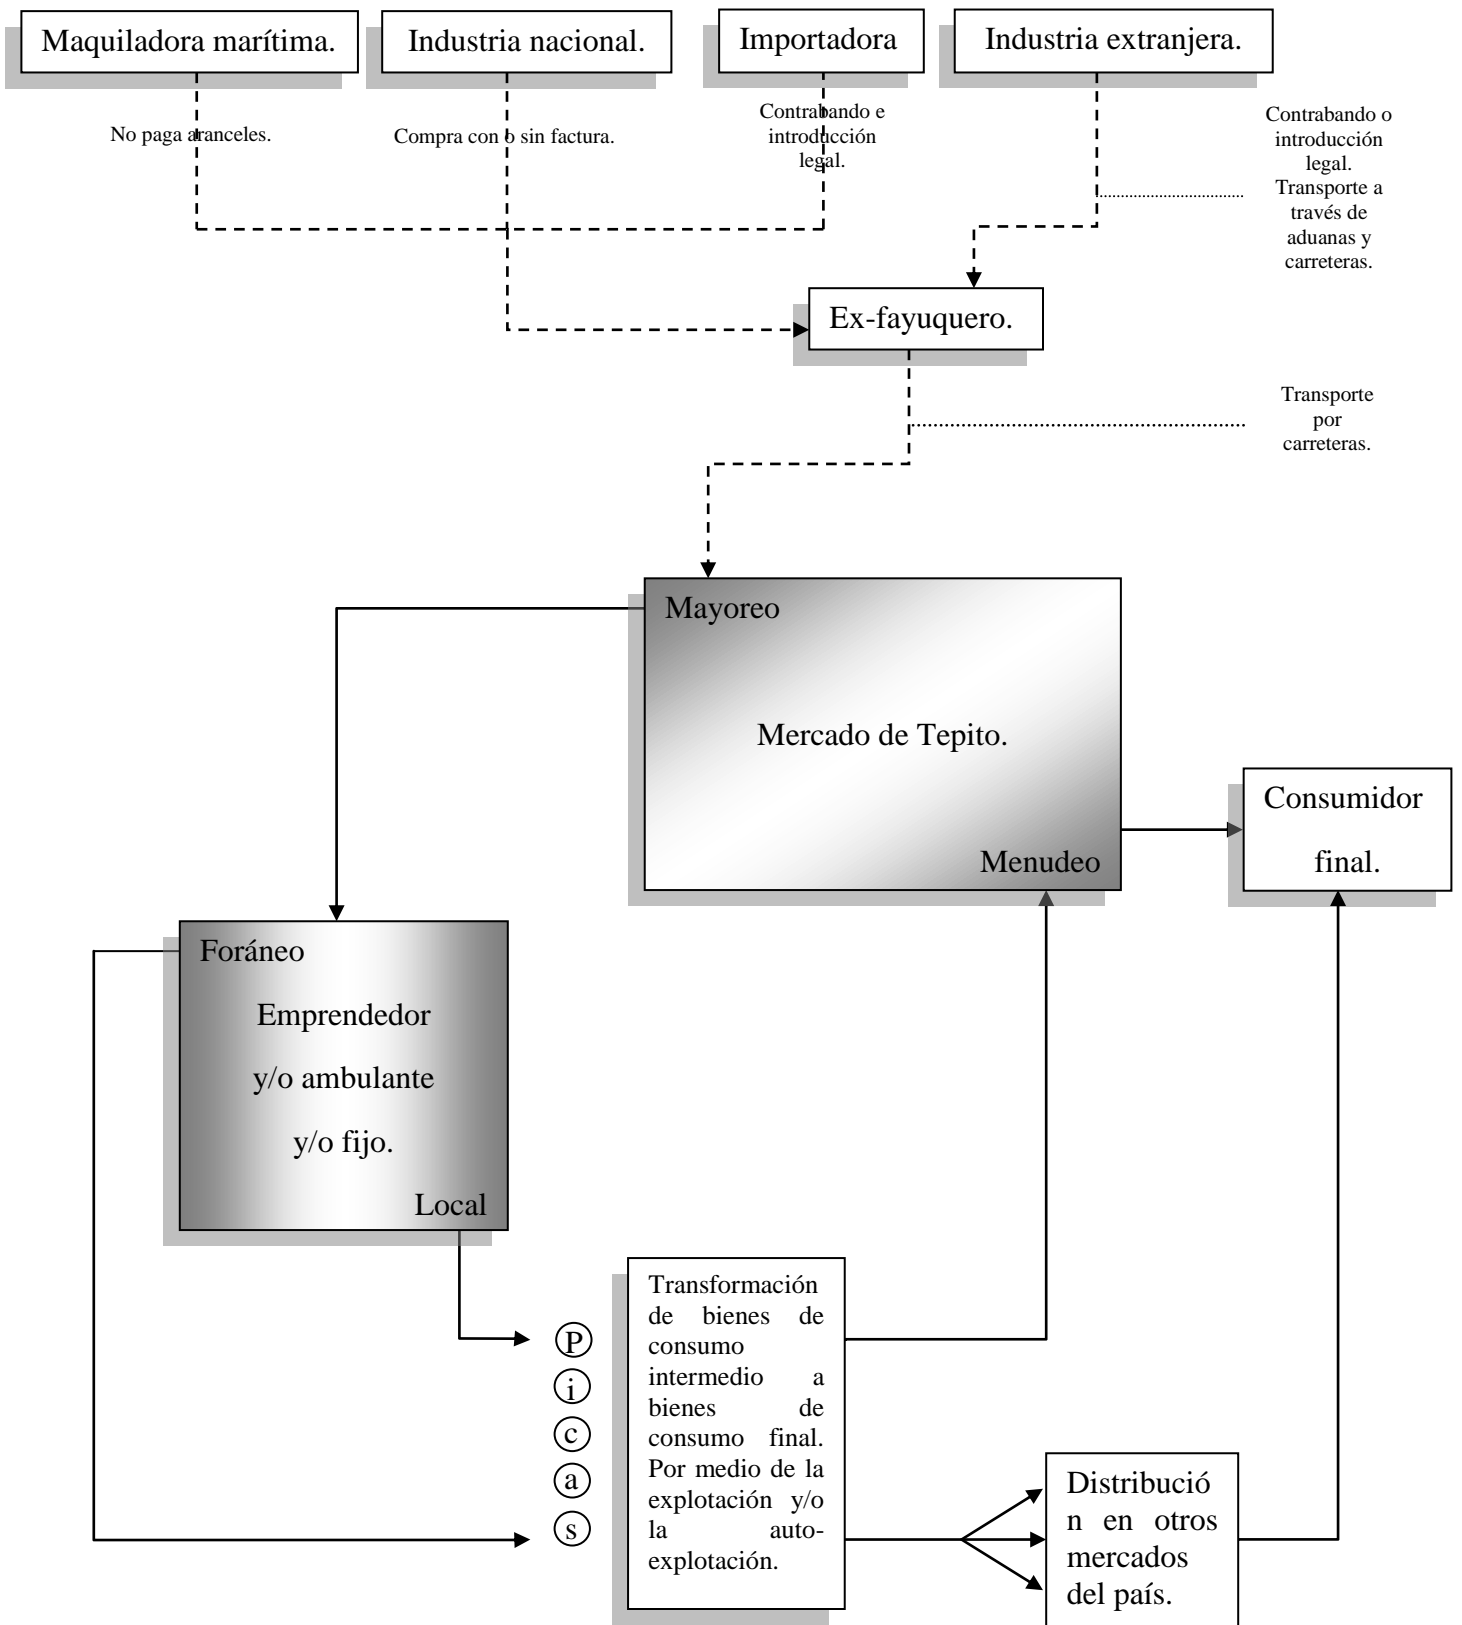 Maquiladora marítima.
Industria nacional.
Importadora
Industria extranjera.
No paga aranceles.
Compra con o sin factura.
Contrabando e
introducción
legal.
Contrabando o
introducción
legal.
Transporte a
través de
aduanas y
carreteras.
Ex-fayuquero.
Transporte
por
carreteras.
Mayoreo
Mercado de Tepito.
Menudeo
Consumidor
final.
Foráneo
Emprendedor
y/o ambulante
y/o fijo.
Local
P
i
c
a
s
Transformación
de bienes de
consumo
intermedio a
bienes de
consumo final.
Por medio de la
explotación y/o
la auto-
explotación.
Distribució
n en otros
mercados
del país.